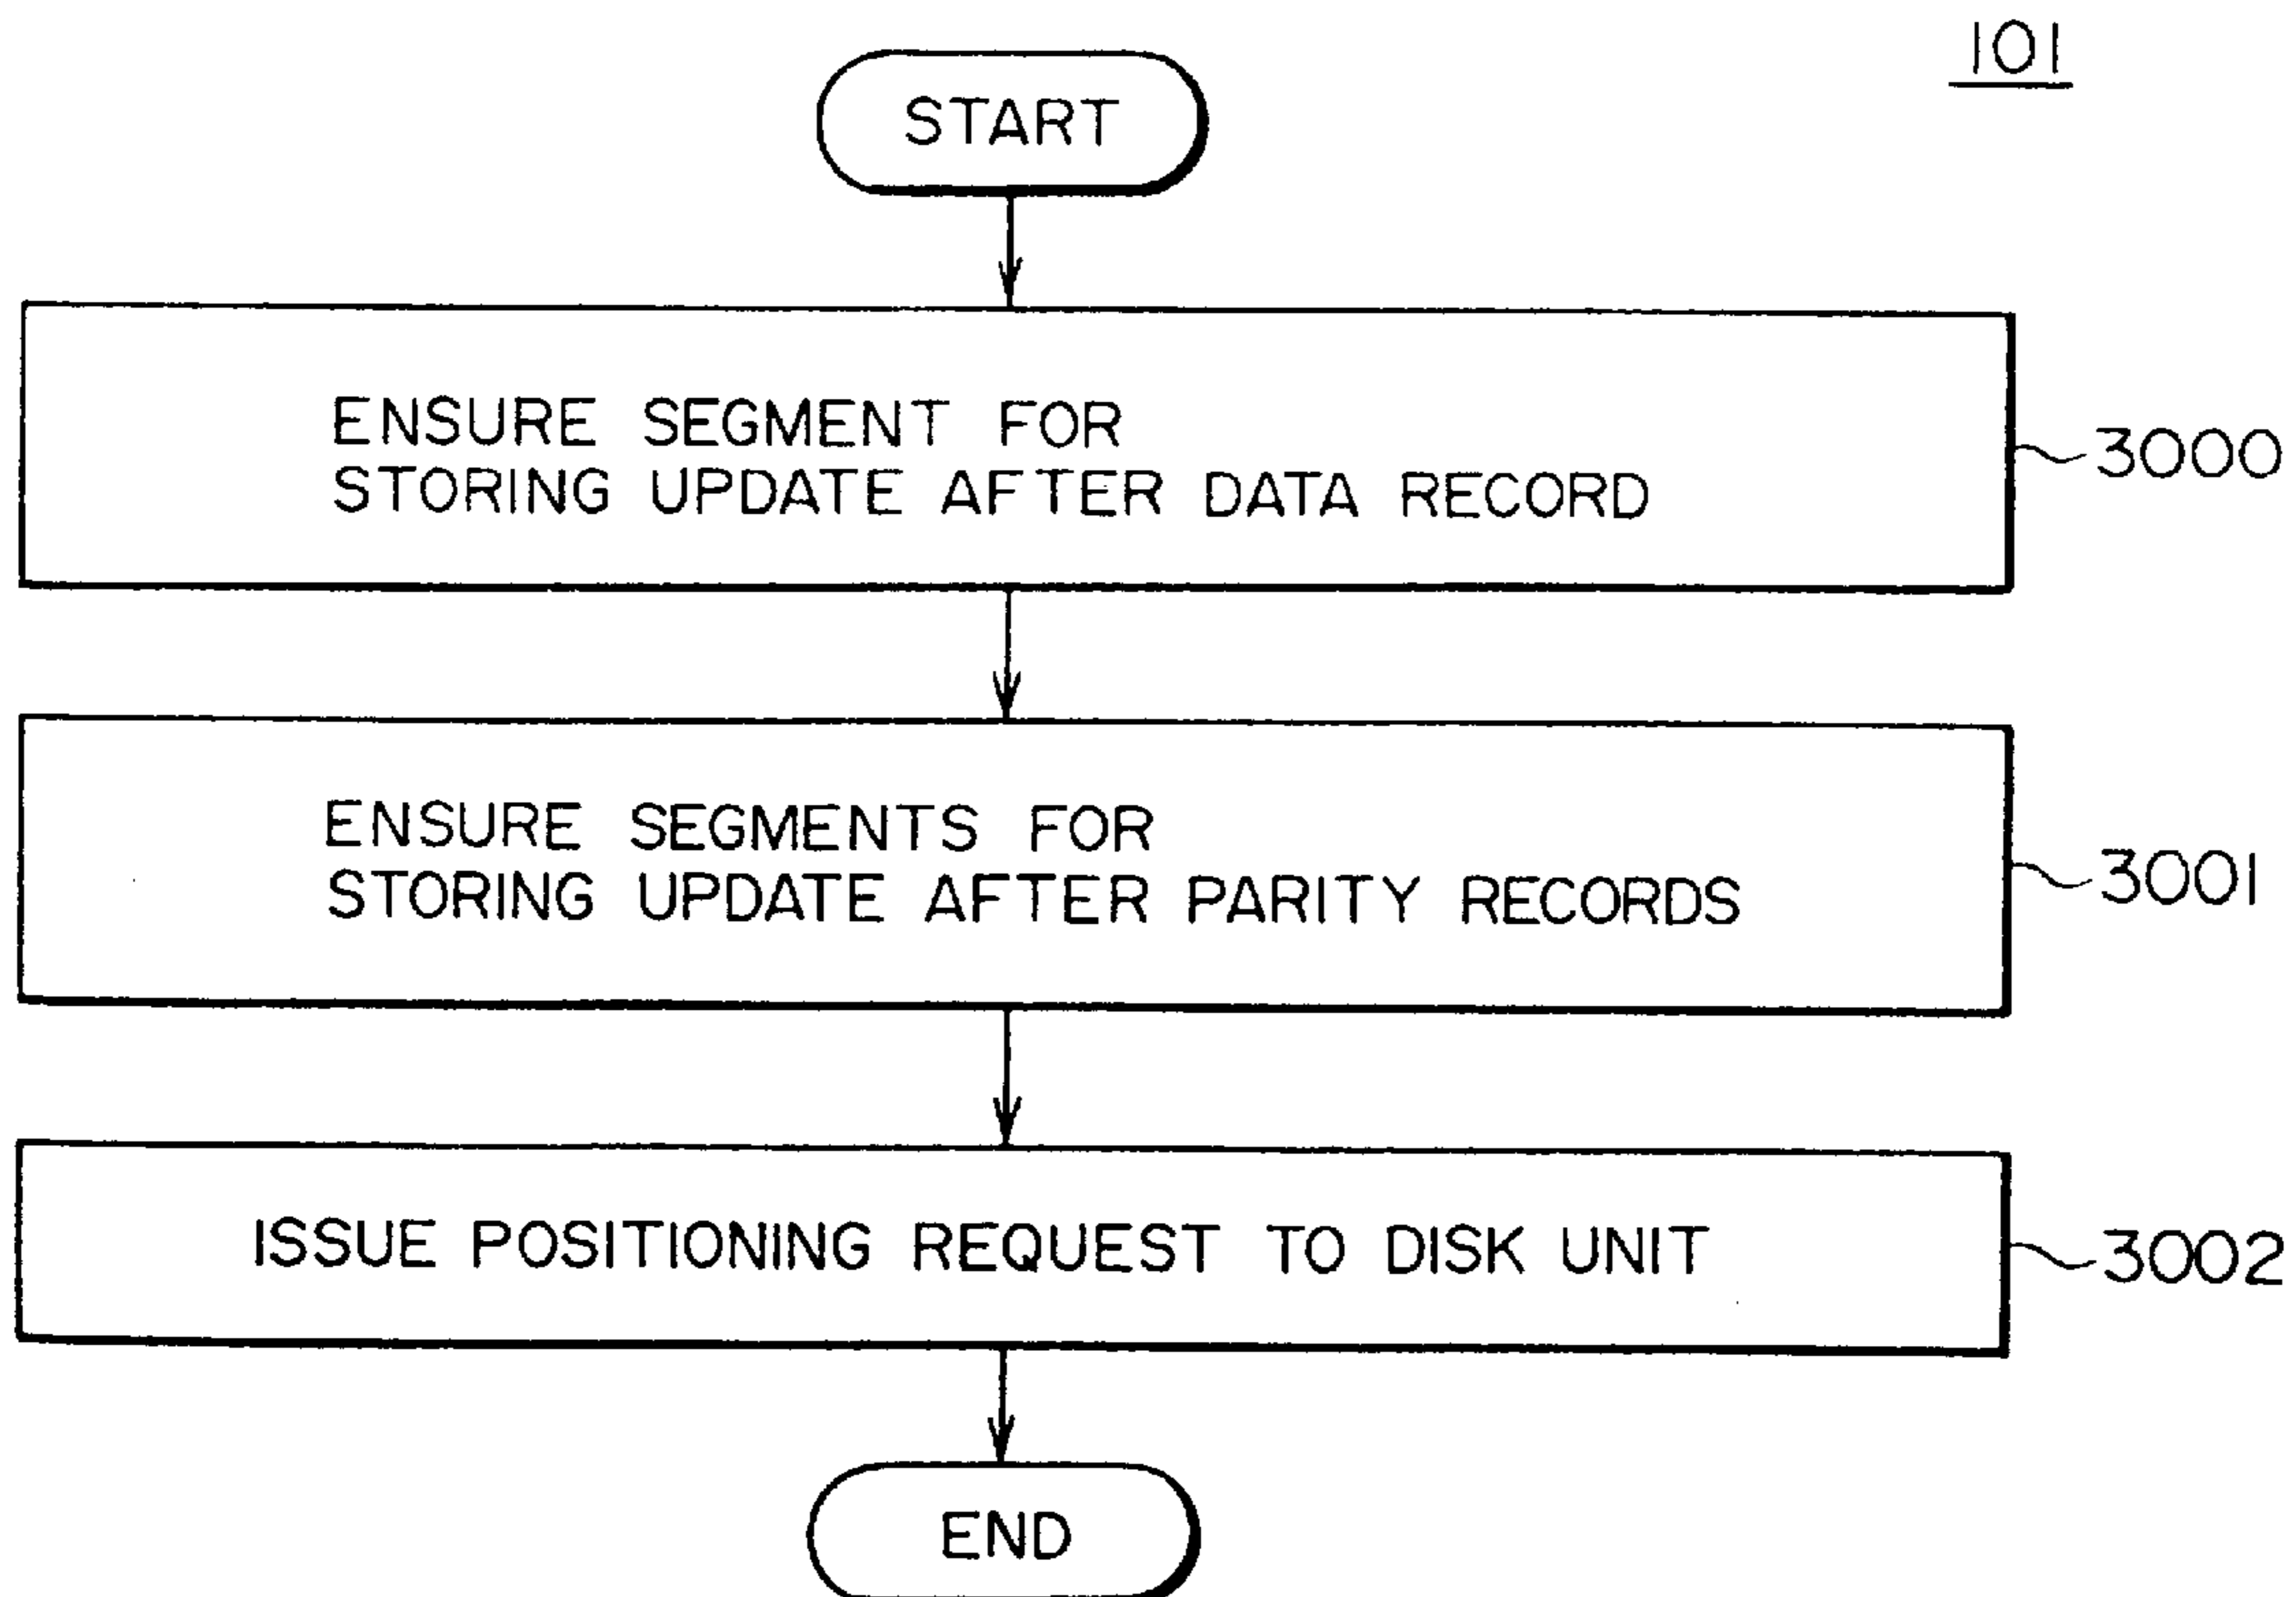 101
START
ENSURE SEGMENT FOR
STORING UPDATE AFTER DATA RECORD
3000
ENSURE SEGMENTS FOR
STORING UPDATE AFTER PARITY RECORDS
3001
ISSUE POSITIONING REQUEST TO DISK UNIT
3002
END